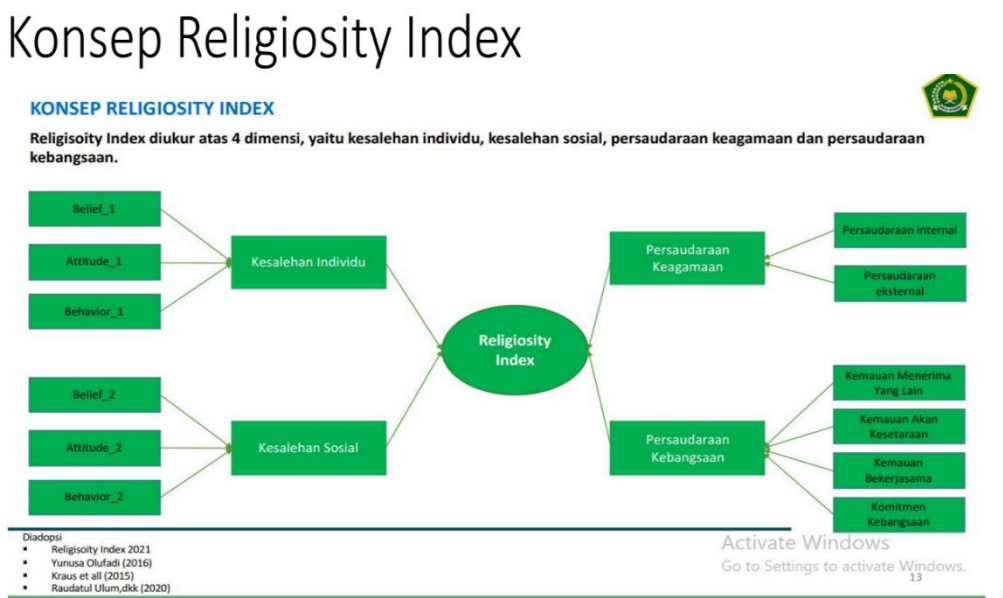 Konsep Religiosity Index
KONSEP RELIGIOSITY INDEX
Religisoity Index diukur atas 4 dimensi, yaitu kesalehan individu, kesalehan sosial, persaudaraan keagamaan dan persaudaraan
kebangsaan.
Belief_1
Attitude_1
Behavior_1
Kesalehan Individu
Belief_2
Attitude_2
Behavior_2
Kesalehan Sosial
Religiosity
Index
Persaudaraan
Keagamaan
Persaudaraan internal
Persaudaraan
eksternal
Persaudaraan
Kebangsaan
Kemauan Menerima
Yang Lain
Kemauan Akan
Kesetaraan
Kemauan
Bekerjasama
Komitmen
Kebangsaan
Diadopsi
▪ Religisoity Index 2021
▪ Yunusa Olufadi (2016)
▪ Kraus et all (2015)
▪ Raudatul Ulum,dkk (2020)
Activate Windows
Go to Settings to activate Windows.
13